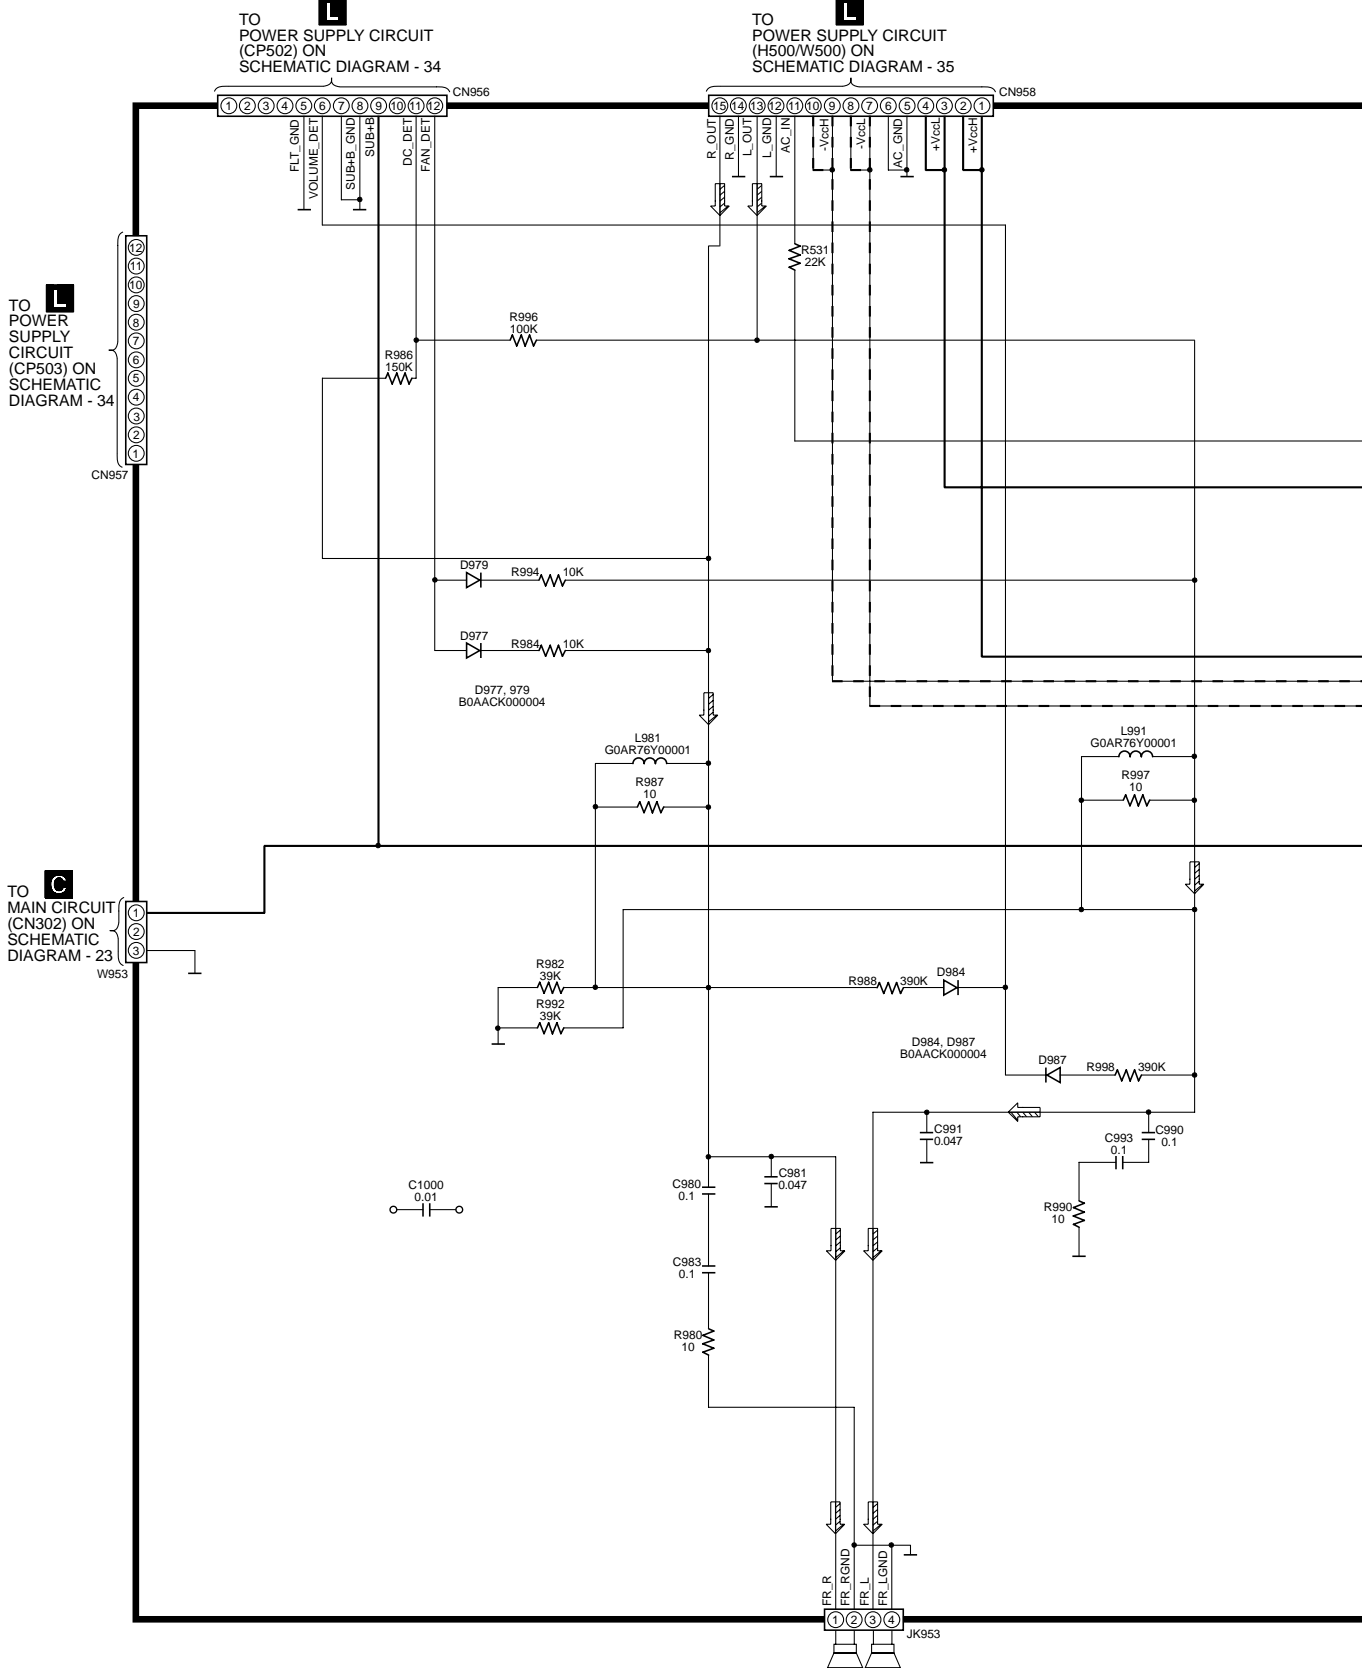 TO L
POWER SUPPLY CIRCUIT
(CP502) ON
SCHEMATIC DIAGRAM - 34
TO L
POWER SUPPLY CIRCUIT
(H500/W500) ON
SCHEMATIC DIAGRAM - 35
1 2 3 4 5 6 7 8 9 10 11 12
CN956
15 14 13 12 11 10 9 8 7 6 5 4 3 2 1
CN958
FLT_GND
VOLUME_DET
SUB+B_GND
SUB+B
DC_DET
FAN_DET
R_OUT
R_GND
L_OUT
L_GND
AC_IN
-VccH
-VccL
AC_GND
+VccL
+VccH
12
11
10
9
8
7
6
5
4
3
2
1
TO L
POWER
SUPPLY
CIRCUIT
(CP503) ON
SCHEMATIC
DIAGRAM - 34
CN957
R531
22K
R996
100K
R986
150K
D979
R994 10K
D977
R984 10K
D977, 979
B0AACK000004
L981
G0AR76Y00001
R987
10
L991
G0AR76Y00001
R997
10
TO C
MAIN CIRCUIT
(CN302) ON
SCHEMATIC
DIAGRAM - 23
1
2
3
W953
R982
39K
R992
39K
R988 390K
D984
D984, D987
B0AACK000004
D987
R998 390K
C991
0.047
C993
0.1
C990
0.1
R990
10
C1000
0.01
C980
0.1
C981
0.047
C983
0.1
R980
10
FR_R
FR_RGND
FR_L
FR_LGND
1 2 3 4
JK953